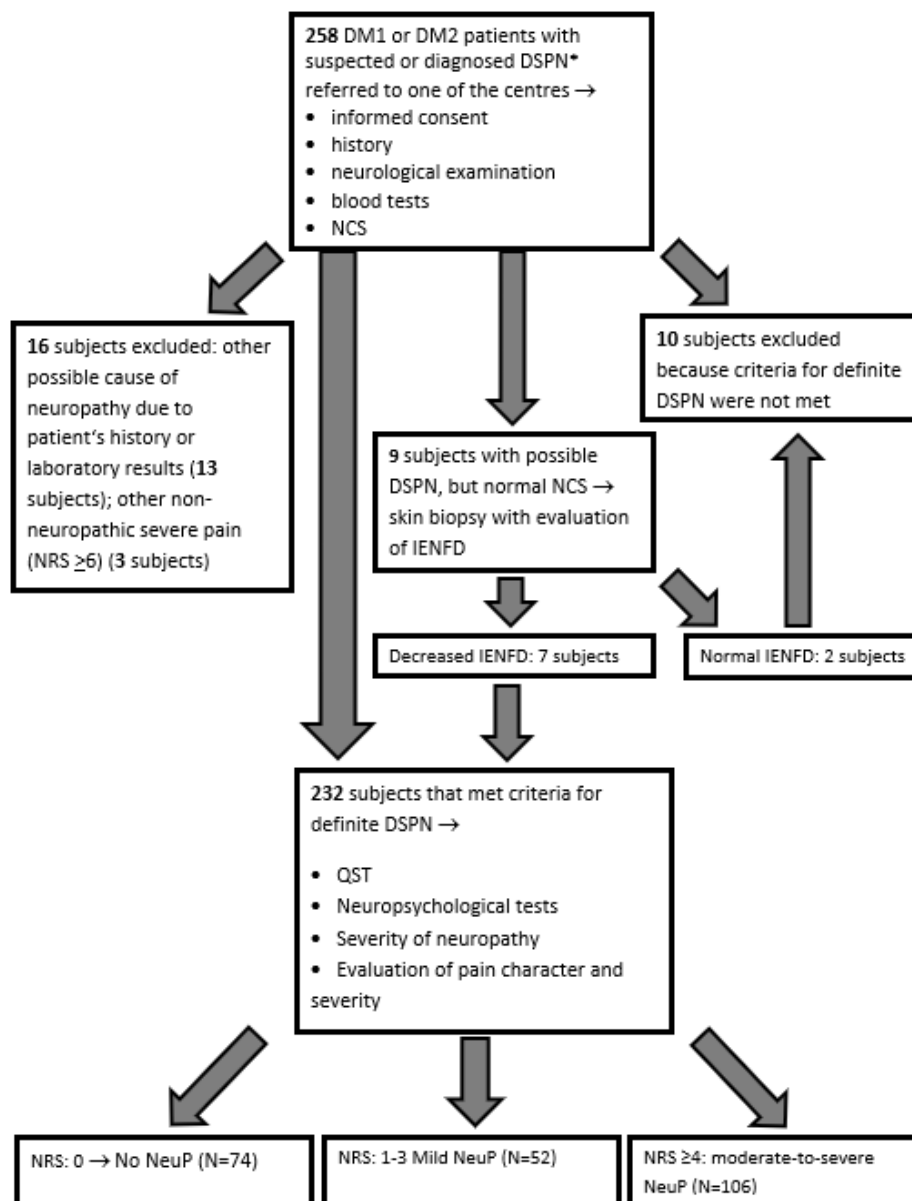 258 DM1 or DM2 patients with
suspected or diagnosed DSPN*
referred to one of the centres →
• informed consent
• history
• neurological examination
• blood tests
• NCS
16 subjects excluded: other
possible cause of
neuropathy due to
patient's history or
laboratory results (13
subjects); other non-
neuropathic severe pain
(NRS ≥6) (3 subjects)
10 subjects excluded
because criteria for definite
DSPN were not met
9 subjects with possible
DSPN, but normal NCS →
skin biopsy with evaluation
of IENFD
Decreased IENFD: 7 subjects
Normal IENFD: 2 subjects
232 subjects that met criteria for
definite DSPN →
• QST
• Neuropsychological tests
• Severity of neuropathy
• Evaluation of pain character and
severity
NRS: 0 → No NeuP (N=74)
NRS: 1-3 Mild NeuP (N=52)
NRS ≥4: moderate-to-severe
NeuP (N=106)